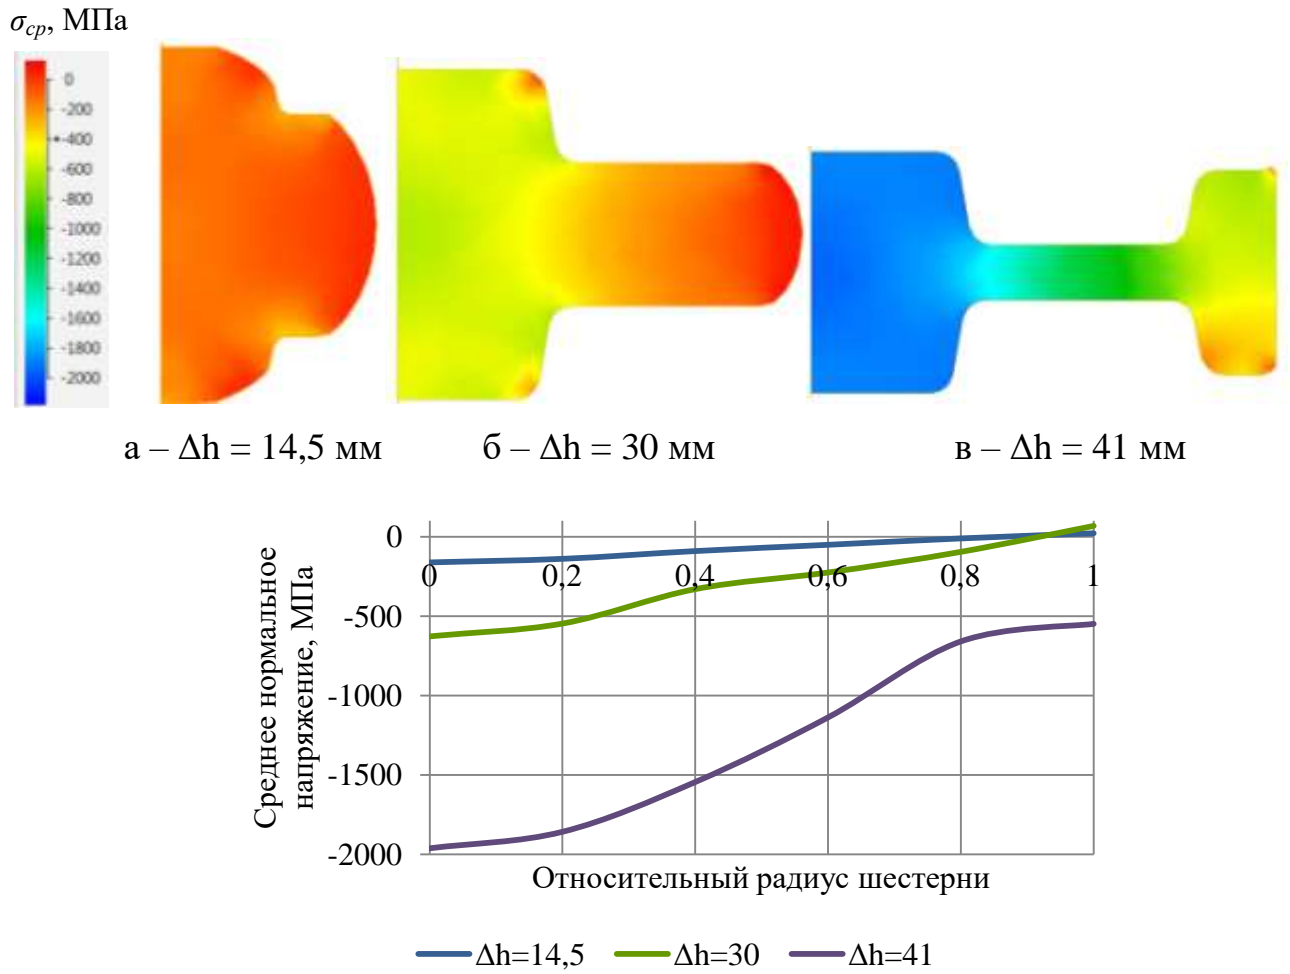 σср, МПа
0
-200
-400
-600
-800
-1000
-1200
-1400
-1600
-1800
-2000
а – Δh = 14,5 мм
б – Δh = 30 мм
в – Δh = 41 мм
Среднее нормальное
напряжение, МПа
0
-500
-1000
-1500
-2000
0 0,2 0,4 0,6 0,8 1
Относительный радиус шестерни
Δh=14,5 Δh=30 Δh=41